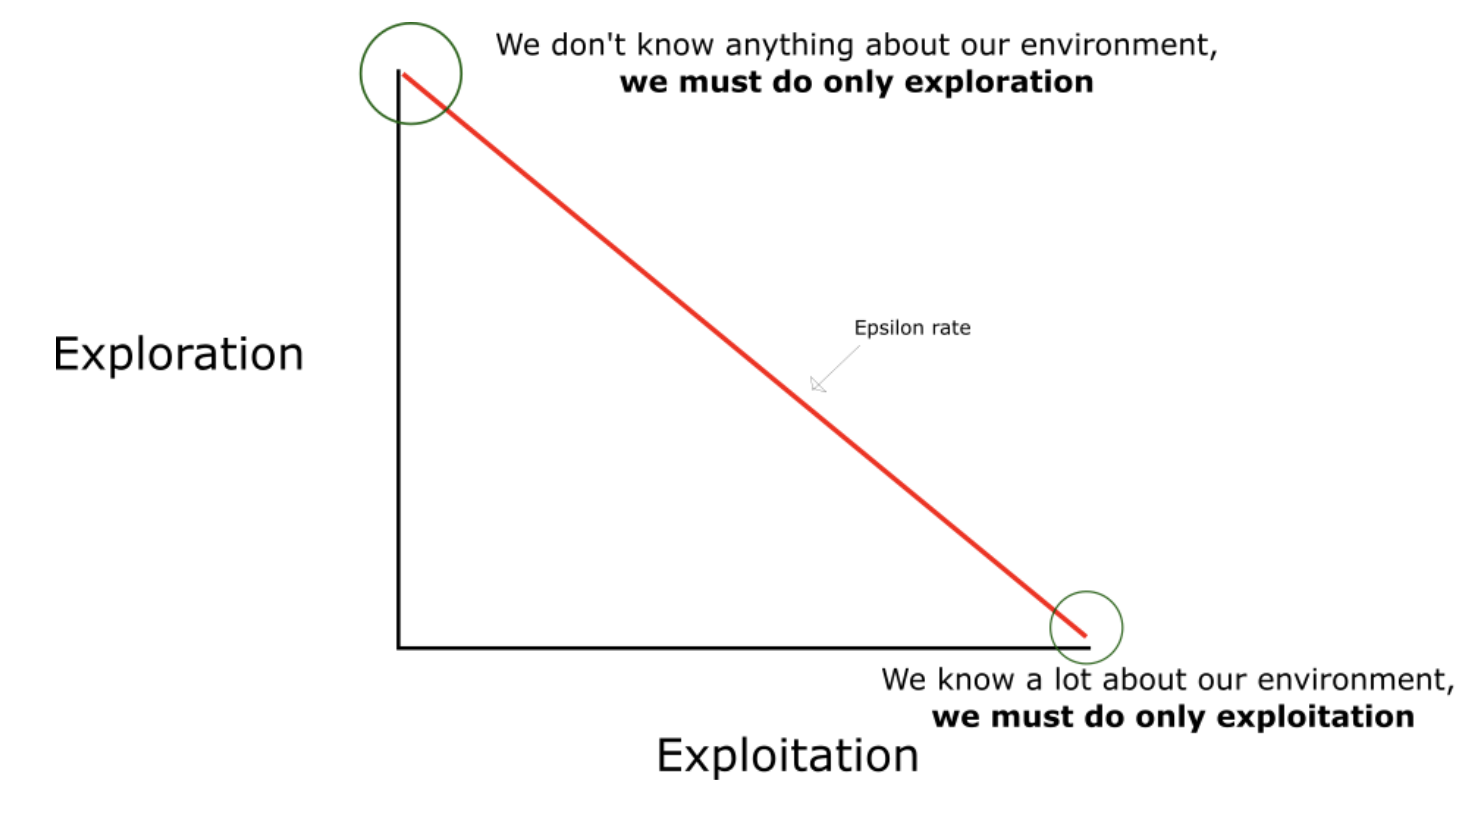 We don't know anything about our environment,
we must do only exploration
Epsilon rate
Exploration
We know a lot about our environment,
we must do only exploitation
Exploitation